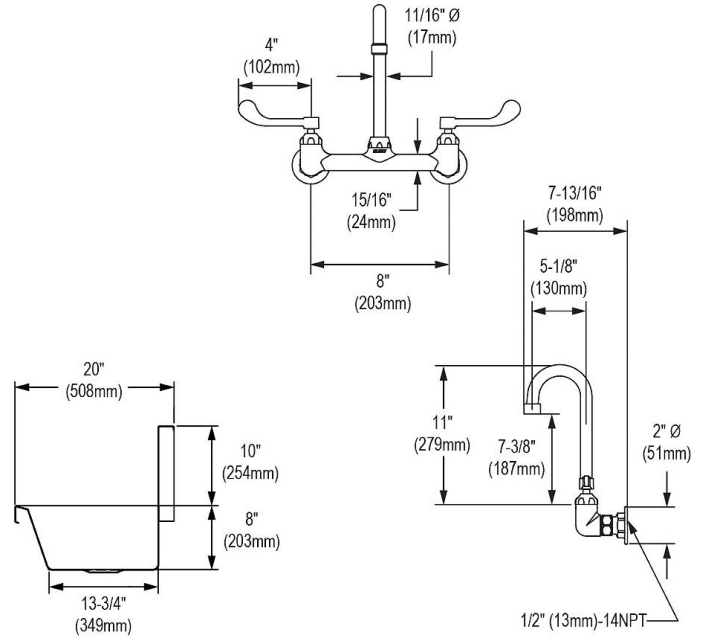 11/16" Ø
(17mm)
4"
(102mm)
15/16"
(24mm)
8"
(203mm)
7-13/16"
(198mm)
5-1/8"
(130mm)
11"
(279mm)
7-3/8"
(187mm)
2" Ø
(51mm)
1/2" (13mm)-14NPT
20"
(508mm)
10"
(254mm)
8"
(203mm)
13-3/4"
(349mm)